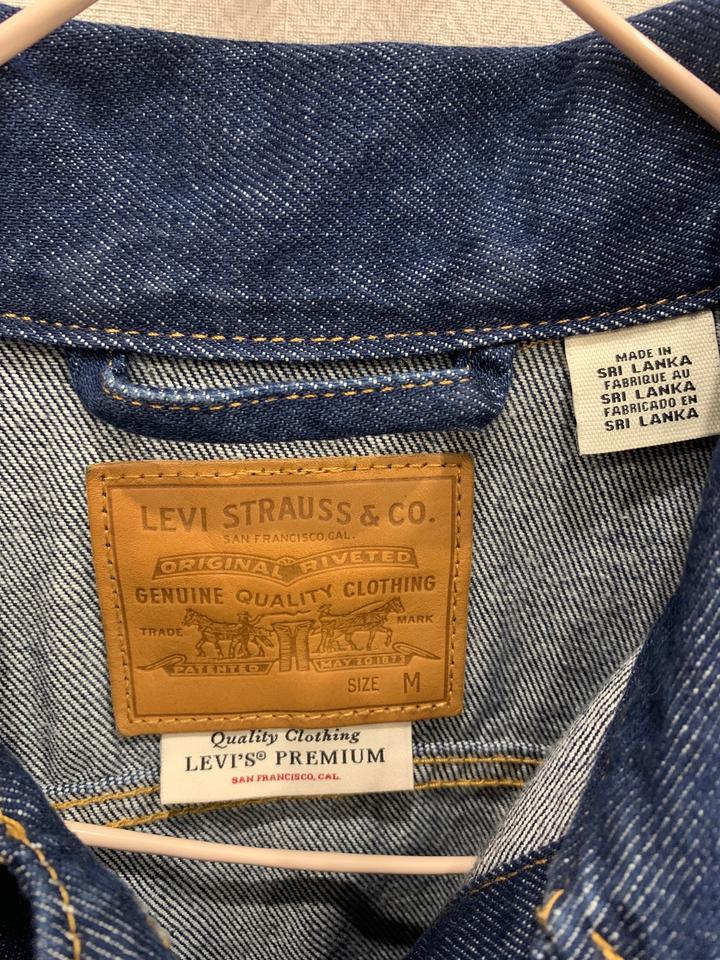 MADE IN
SRI LANKA
FABRIQUE AU
SRI LANKA
FABRICADO EN
SRI LANKA
LEVI STRAUSS & CO.
SAN FRANCISCO, CAL.
ORIGINAL RIVETED
GENUINE QUALITY CLOTHING
TRADE MARK
PATENTED MAY 20 1873
SIZE M
Quality Clothing
LEVI'S® PREMIUM
SAN FRANCISCO, CAL.